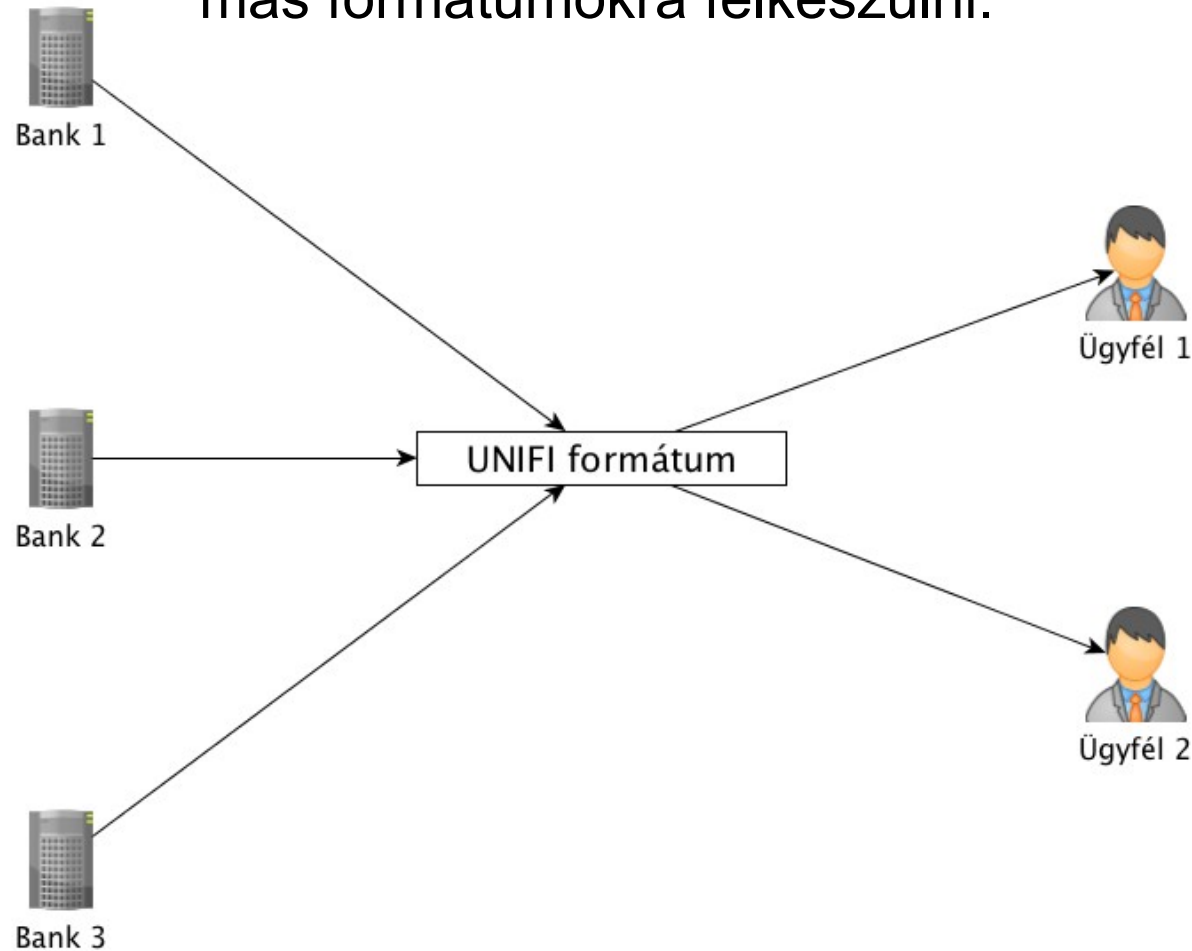 más formátumokra felkészülni.
Bank 1
Ügyfél 1
UNIFI formátum
Bank 2
Ügyfél 2
Bank 3